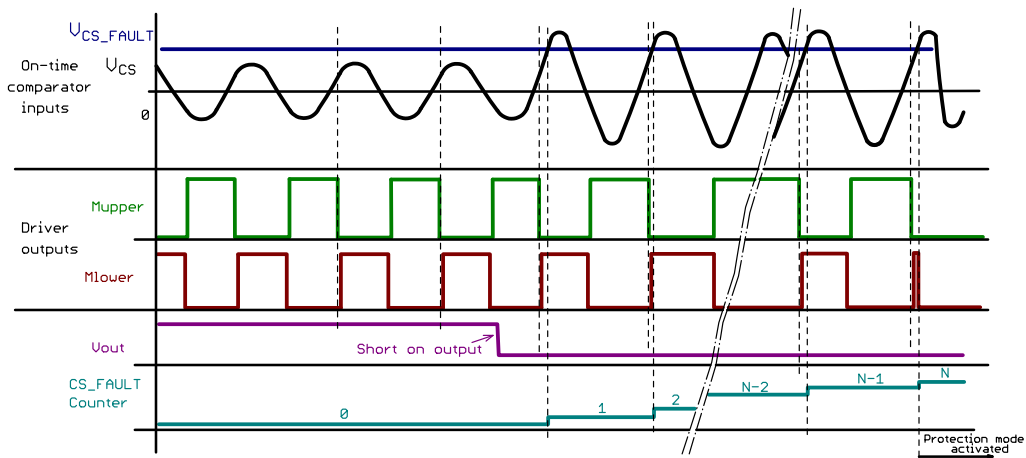 VCS_FAULT
On-time
comparator
inputs
VCS
0
Mupper
Driver
outputs
Mlower
Vout
Short on output
CS_FAULT
Counter
0
1
2
N-2
N-1
N
Protection mode
activated